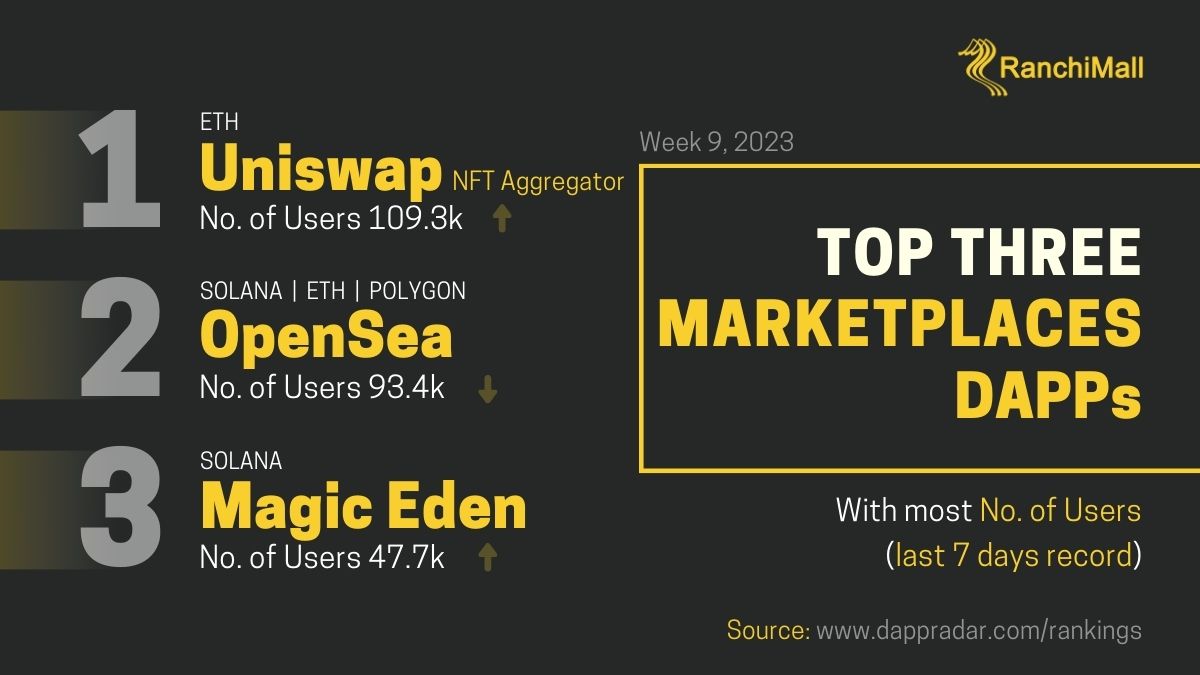 RanchiMall
1
ETH
Uniswap NFT Aggregator
No. of Users 109.3k
2
SOLANA | ETH | POLYGON
OpenSea
No. of Users 93.4k
3
SOLANA
Magic Eden
No. of Users 47.7k
Week 9, 2023
TOP THREE
MARKETPLACES
DAPPs
With most No. of Users
(last 7 days record)
Source: www.dappradar.com/rankings